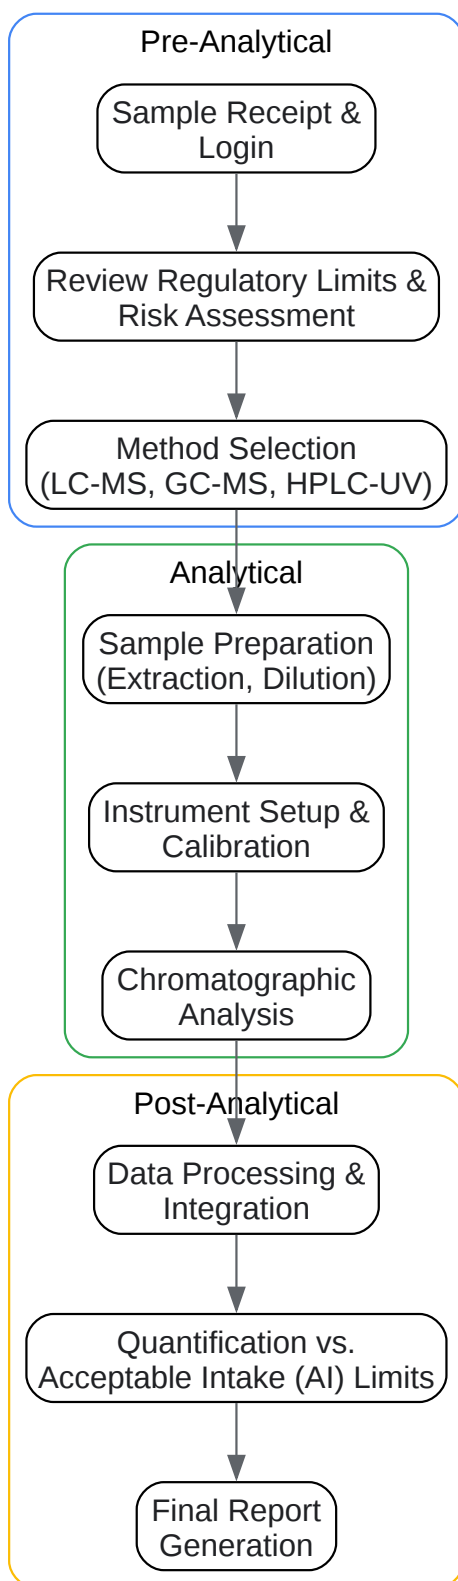 Pre-Analytical
Sample Receipt &
Login
Review Regulatory Limits &
Risk Assessment
Method Selection
(LC-MS, GC-MS, HPLC-UV)
Analytical
Sample Preparation
(Extraction, Dilution)
Instrument Setup &
Calibration
Chromatographic
Analysis
Post-Analytical
Data Processing &
Integration
Quantification vs.
Acceptable Intake (AI) Limits
Final Report
Generation